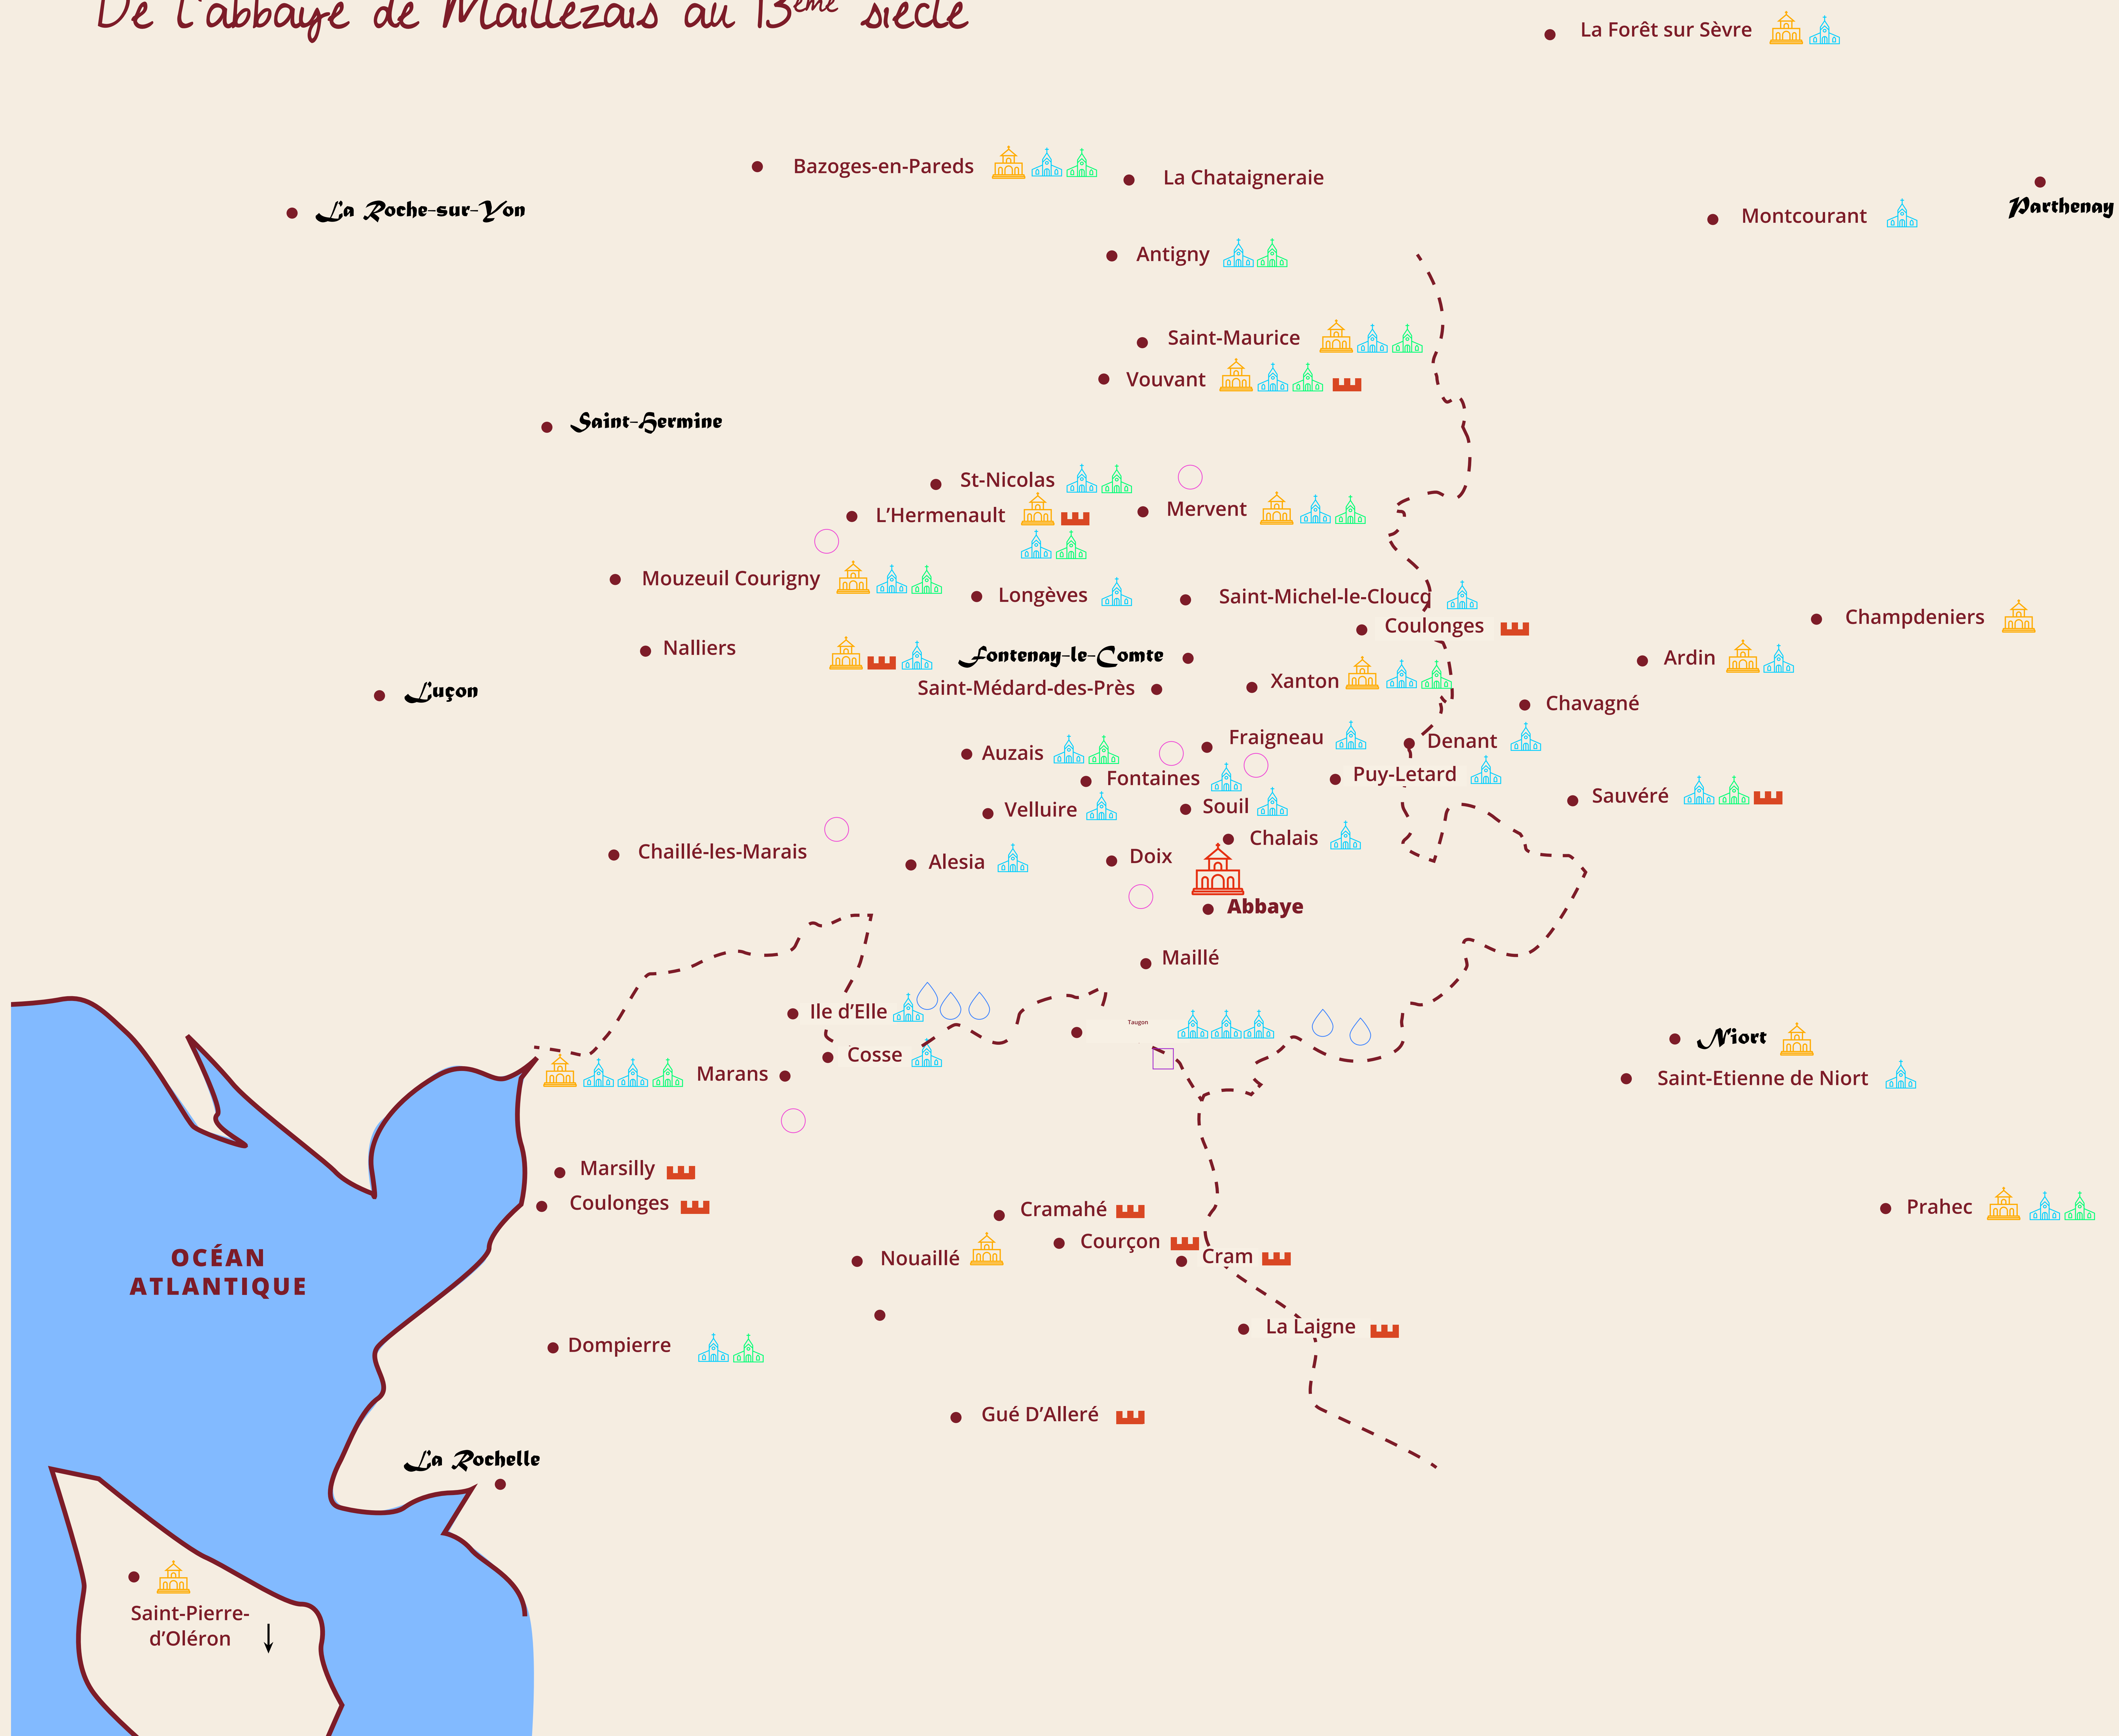 De l'abbaye de Maillezais au 13ème siècle
La Forêt sur Sèvre
Bazoges-en-Pareds
La Chataigneraie
La Roche-sur-Yon
Parthenay
Montcourant
Antigny
Saint-Maurice
Vouvant
Saint-Hermine
St-Nicolas
L'Hermenault
Mervent
Mouzeuil Courigny
Longèves
Saint-Michel-le-Cloucq
Champdeniers
Coulonges
Nalliers
Fontenay-le-Comte
Ardin
Saint-Médard-des-Près
Xanton
Luçon
Chavagné
Fraigneau
Denant
Auzais
Fontaines
Puy-Letard
Sauvéré
Velluire
Souil
Chalais
Chaillé-les-Marais
Alesia
Doix
Abbaye
Maillé
Ile d'Elle
Taugon
Niort
Cosse
Marans
Saint-Etienne de Niort
Marsilly
Coulonges
Cramahé
Prahec
Courçon
OCÉAN
ATLANTIQUE
Nouaillé
Cram
La Laigne
Dompierre
Gué D'Alleré
La Rochelle
Saint-Pierre-
d'Oléron